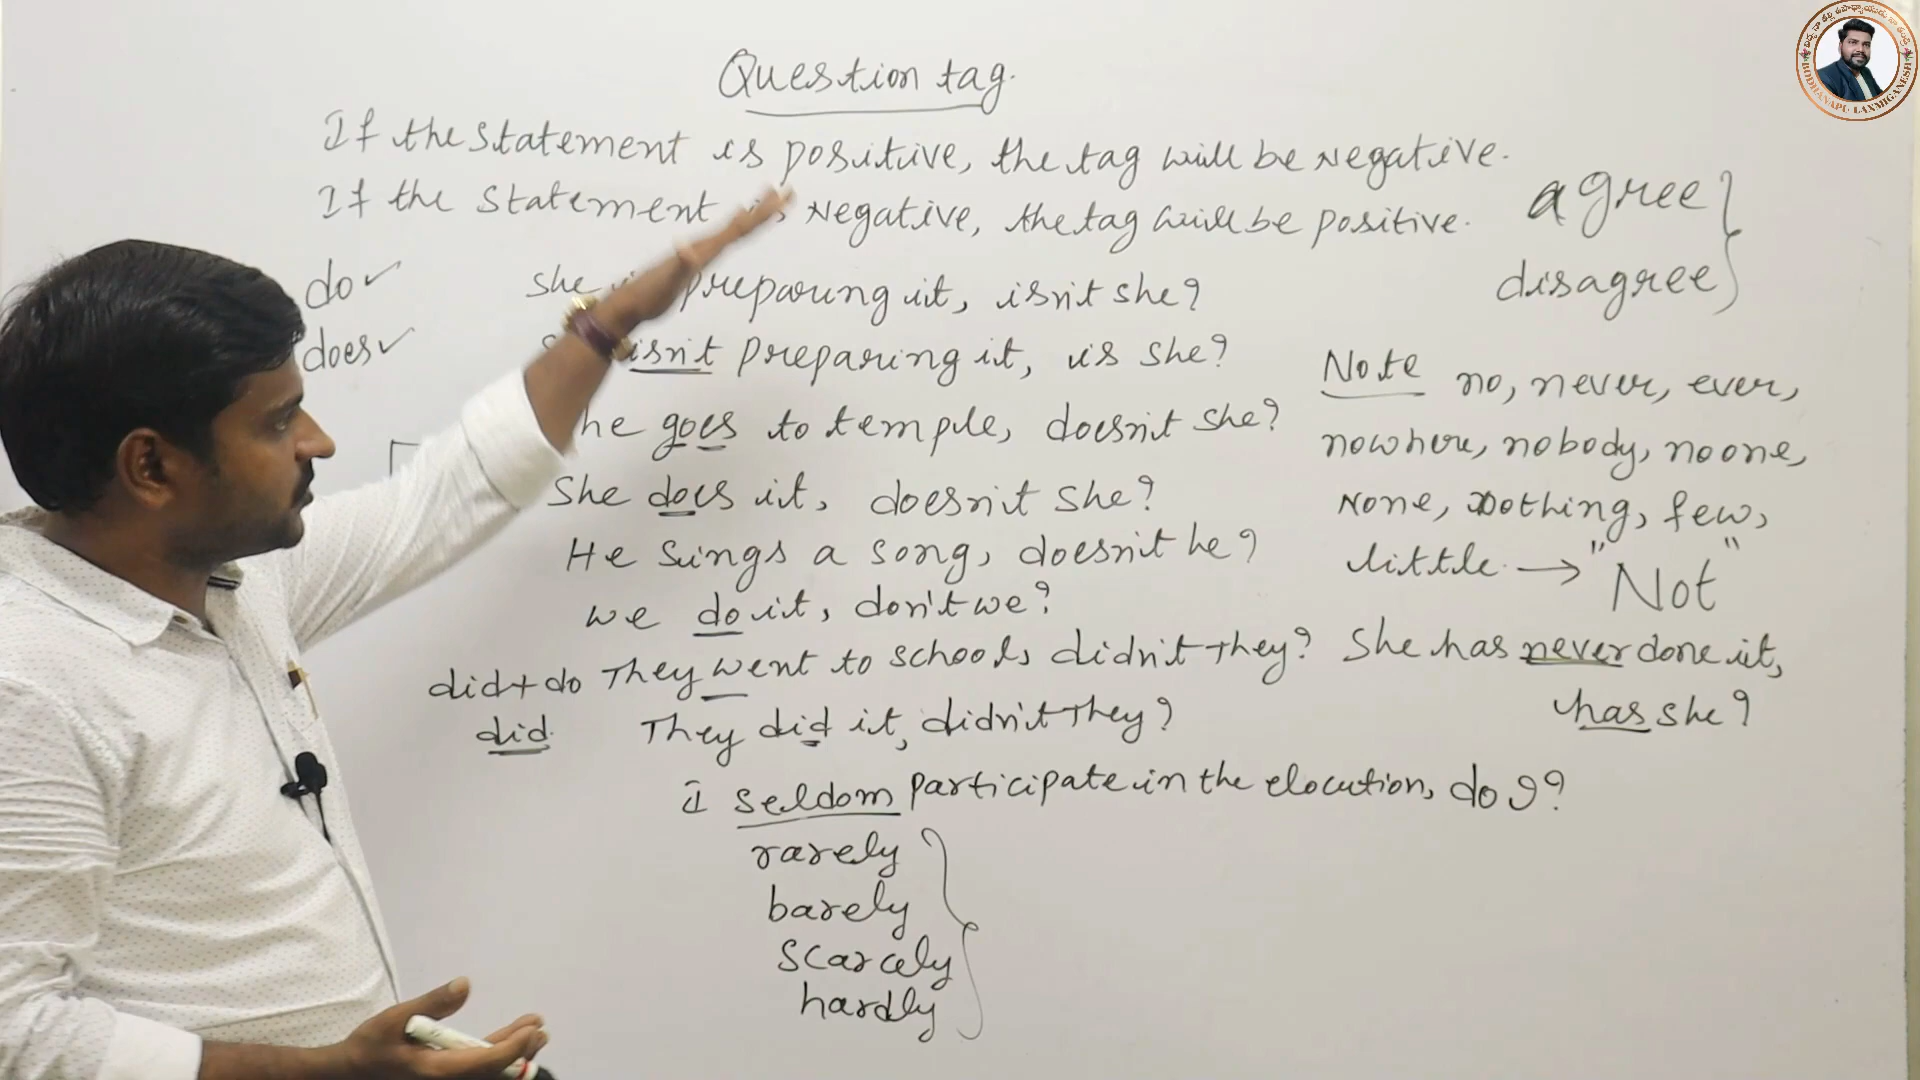 Question tag.
If the statement is positive, the tag will be Negative.
If the statement Negative, the tag will be positive.
agree
disagree
do✓
does✓
she preparing it, isn't she?
isn't preparing it, is she?
he goes to temple, doesn't she?
She does it, doesn't she?
He sings a song, doesn't he?
we do it, don't we?
did+do They went to school, didn't they?
did They did it, didn't they?
I seldom participate in the elocution, do I?
rarely
barely
scarcely
hardly
Note no, never, ever,
nowhere, nobody, noone,
None, nothing, few,
little → "Not"
She has never done it,
has she?
BODHANAPU LAXMIGANESH